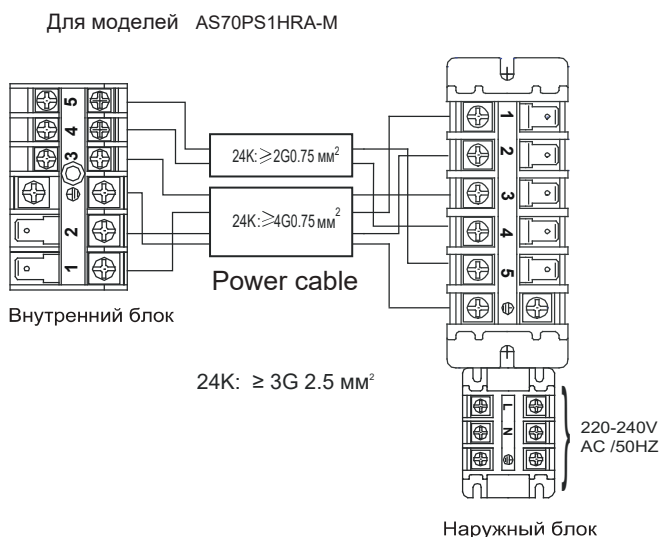 Для моделей AS70PS1HRA-M
5
4
3
2
1
24K: ≥2G0.75 мм²
24K: ≥4G0.75 мм²
Power cable
Внутренний блок
1
2
3
4
5
24K: ≥ 3G 2.5 мм²
L
N
220-240V
AC /50HZ
Наружный блок